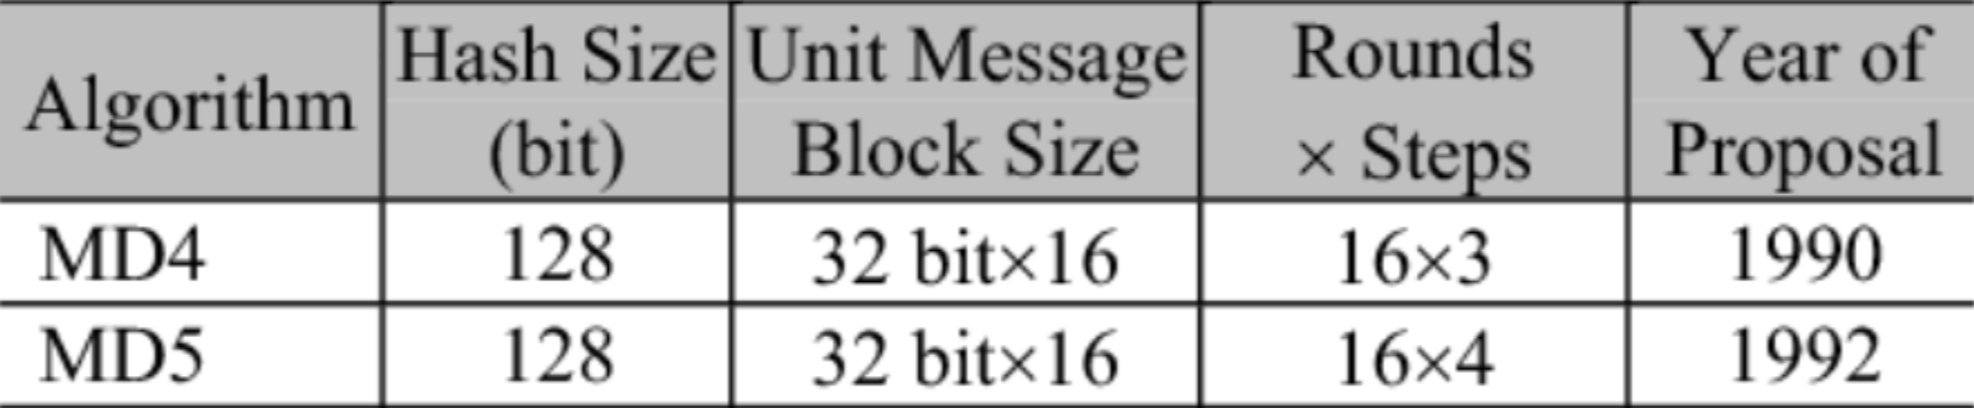 Algorithm Hash Size (bit) Unit Message Block Size Rounds × Steps Year of Proposal
MD4 128 32 bit×16 16×3 1990
MD5 128 32 bit×16 16×4 1992